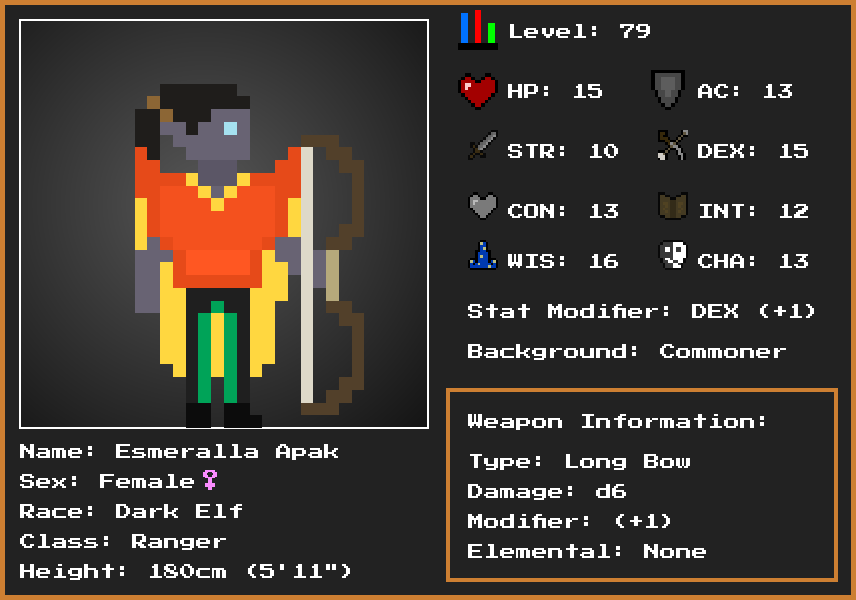 Level: 79
HP: 15
AC: 13
STR: 10
DEX: 15
CON: 13
INT: 12
WIS: 16
CHA: 13
Stat Modifier: DEX (+1)
Background: Commoner
Weapon Information:
Type: Long Bow
Damage: d6
Modifier: (+1)
Elemental: None
Name: Esmeralla Apak
Sex: Female♀
Race: Dark Elf
Class: Ranger
Height: 180cm (5'11")